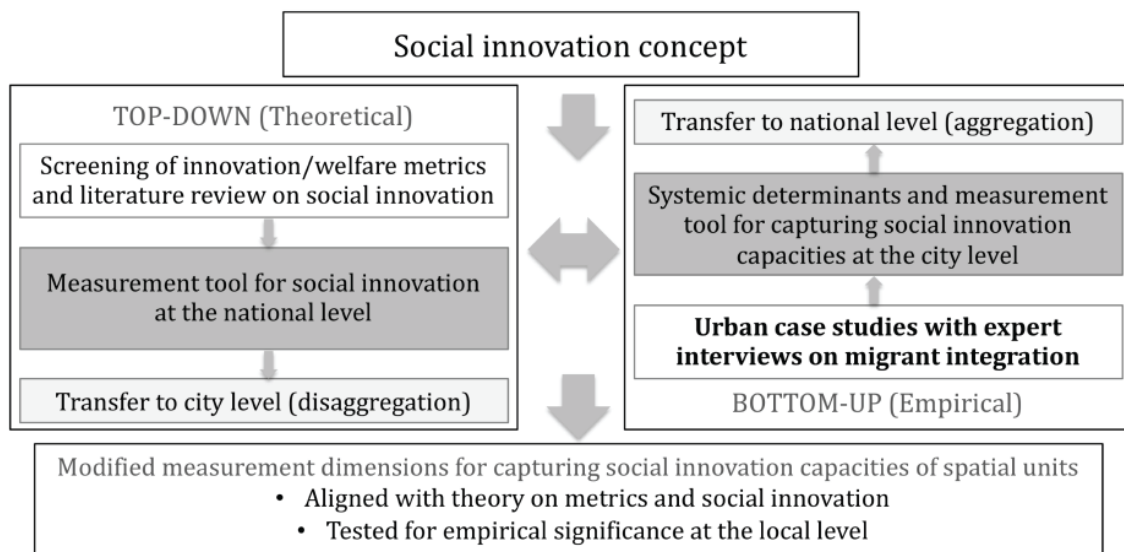 Social innovation concept
TOP-DOWN (Theoretical)
Screening of innovation/welfare metrics
and literature review on social innovation
Measurement tool for social innovation
at the national level
Transfer to city level (disaggregation)
Transfer to national level (aggregation)
Systemic determinants and measurement
tool for capturing social innovation
capacities at the city level
Urban case studies with expert
interviews on migrant integration
BOTTOM-UP (Empirical)
Modified measurement dimensions for capturing social innovation capacities of spatial units
• Aligned with theory on metrics and social innovation
• Tested for empirical significance at the local level